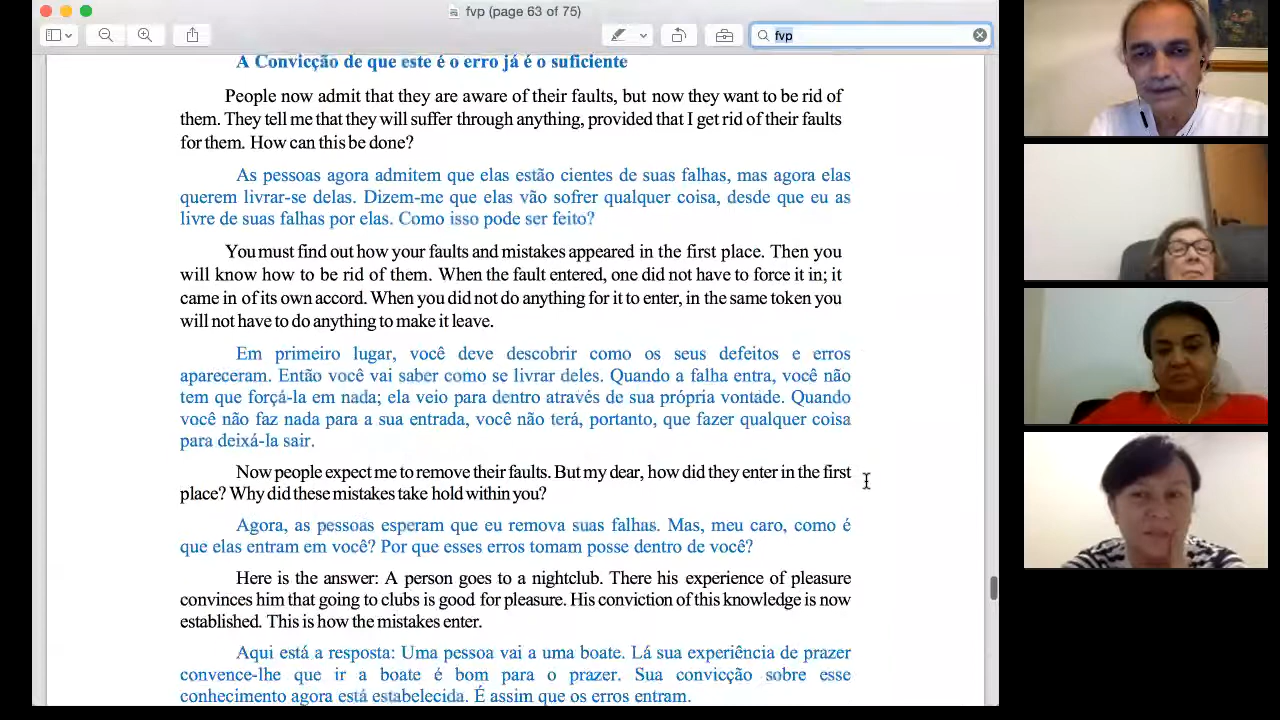 fvp (page 63 of 75)
fvp
A Convicção de que este é o erro já é o suficiente
People now admit that they are aware of their faults, but now they want to be rid of
them. They tell me that they will suffer through anything, provided that I get rid of their faults
for them. How can this be done?
As pessoas agora admitem que elas estão cientes de suas falhas, mas agora elas
querem livrar-se delas. Dizem-me que elas vão sofrer qualquer coisa, desde que eu as
livre de suas falhas por elas. Como isso pode ser feito?
You must find out how your faults and mistakes appeared in the first place. Then you
will know how to be rid of them. When the fault entered, one did not have to force it in; it
came in of its own accord. When you did not do anything for it to enter, in the same token you
will not have to do anything to make it leave.
Em primeiro lugar, você deve descobrir como os seus defeitos e erros
apareceram. Então você vai saber como se livrar deles. Quando a falha entra, você não
tem que forçá-la em nada; ela veio para dentro através de sua própria vontade. Quando
você não faz nada para a sua entrada, você não terá, portanto, que fazer qualquer coisa
para deixá-la sair.
Now people expect me to remove their faults. But my dear, how did they enter in the first
place? Why did these mistakes take hold within you?
Agora, as pessoas esperam que eu remova suas falhas. Mas, meu caro, como é
que elas entram em você? Por que esses erros tomam posse dentro de você?
Here is the answer: A person goes to a nightclub. There his experience of pleasure
convinces him that going to clubs is good for pleasure. His conviction of this knowledge is now
established. This is how the mistakes enter.
Aqui está a resposta: Uma pessoa vai a uma boate. Lá sua experiência de prazer
convence-lhe que ir a boate é bom para o prazer. Sua convicção sobre esse
conhecimento agora está estabelecida. É assim que os erros entram.